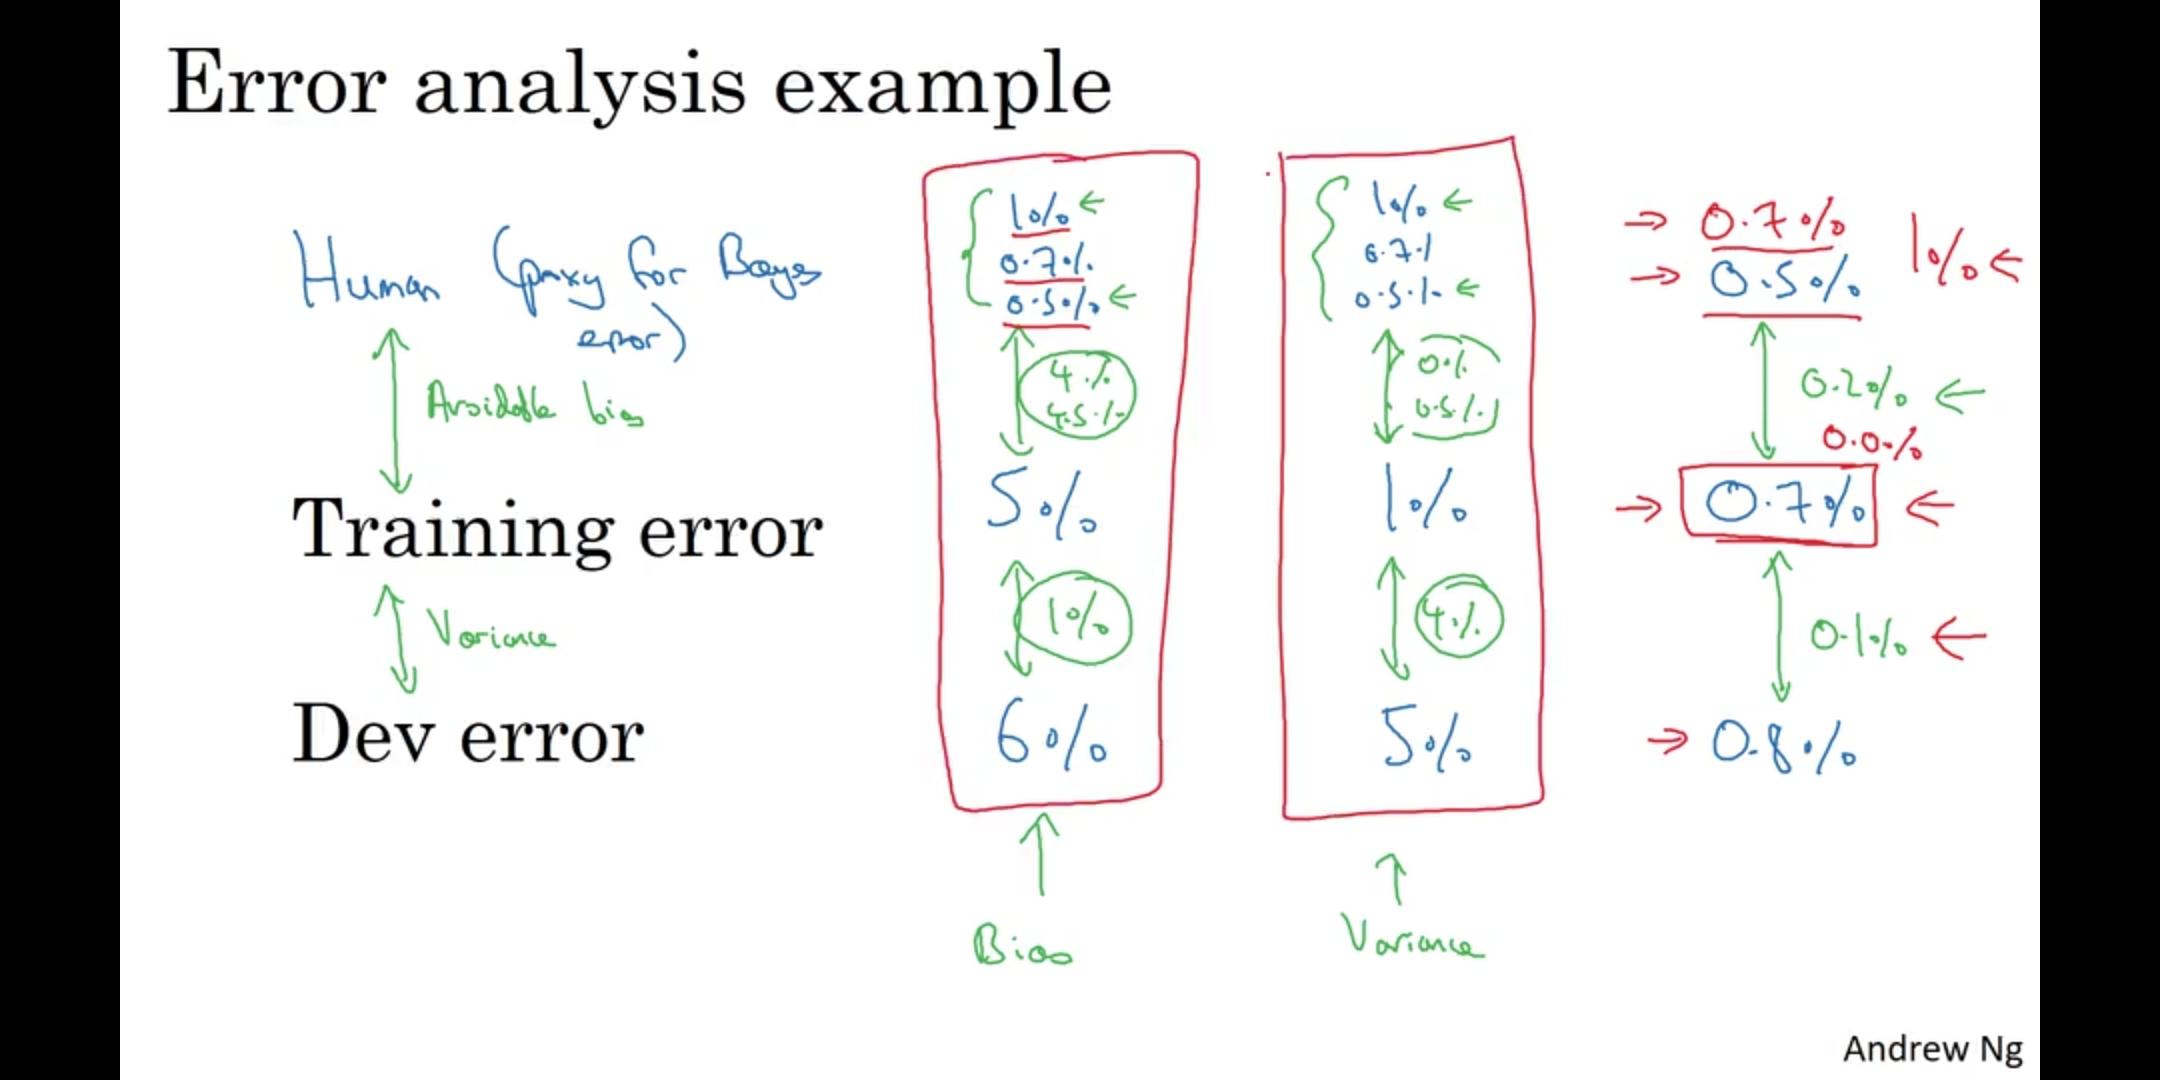 Error analysis example
Human (proxy for Bayes
error)
Avoidable bias
Training error
Variance
Dev error
1%
0.7%
0.5%
4%
4.5%
5%
1%
6%
Bias
1%
0.7%
0.5%
0%
0.5%
1%
4%
5%
Variance
0.7%
0.5%
1%
0.2%
0.0%
0.7%
0.1%
0.8%
Andrew Ng